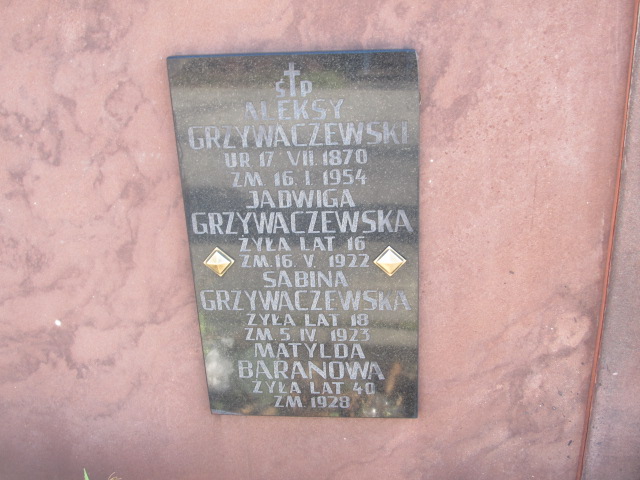 Ś†P
ALEKSY
GRZYWACZEWSKI
UR 17. VII. 1870
ZM. 16. I. 1954
JADWIGA
GRZYWACZEWSKA
ŻYŁA LAT 16
ZM. 16. V. 1922
SABINA
GRZYWACZEWSKA
ŻYŁA LAT 18
ZM. 5. IV. 1923
MATYLDA
BARANOWA
ŻYŁA LAT 40
ZM. 1928